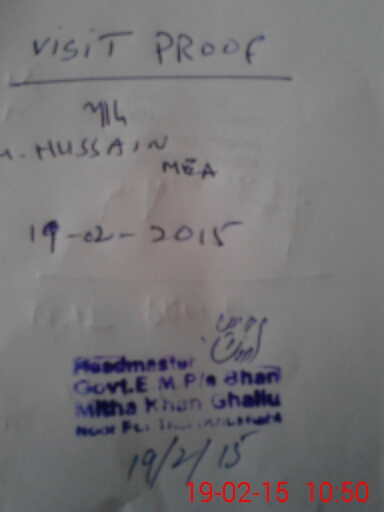 VISIT PROOF
M. HUSSAIN
MEA
19-02-2015
Headmaster
Govt. E M P/s Bhan
Mitha Khan Ghallu
19/2/15
19-02-15 10:50